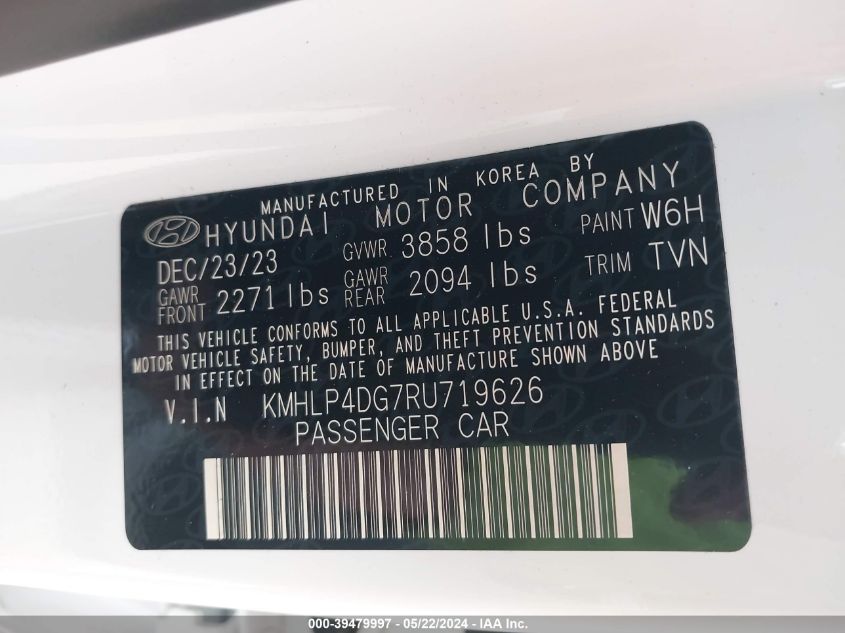 MANUFACTURED IN KOREA BY
HYUNDAI MOTOR COMPANY
DEC/23/23 GVWR 3858 lbs PAINT W6H
GAWR FRONT 2271 lbs GAWR REAR 2094 lbs TRIM TVN
THIS VEHICLE CONFORMS TO ALL APPLICABLE U.S.A. FEDERAL
MOTOR VEHICLE SAFETY, BUMPER, AND THEFT PREVENTION STANDARDS
IN EFFECT ON THE DATE OF MANUFACTURE SHOWN ABOVE
V.I.N KMHLP4DG7RU719626
PASSENGER CAR
000-39479997 - 05/22/2024 - IAA Inc.